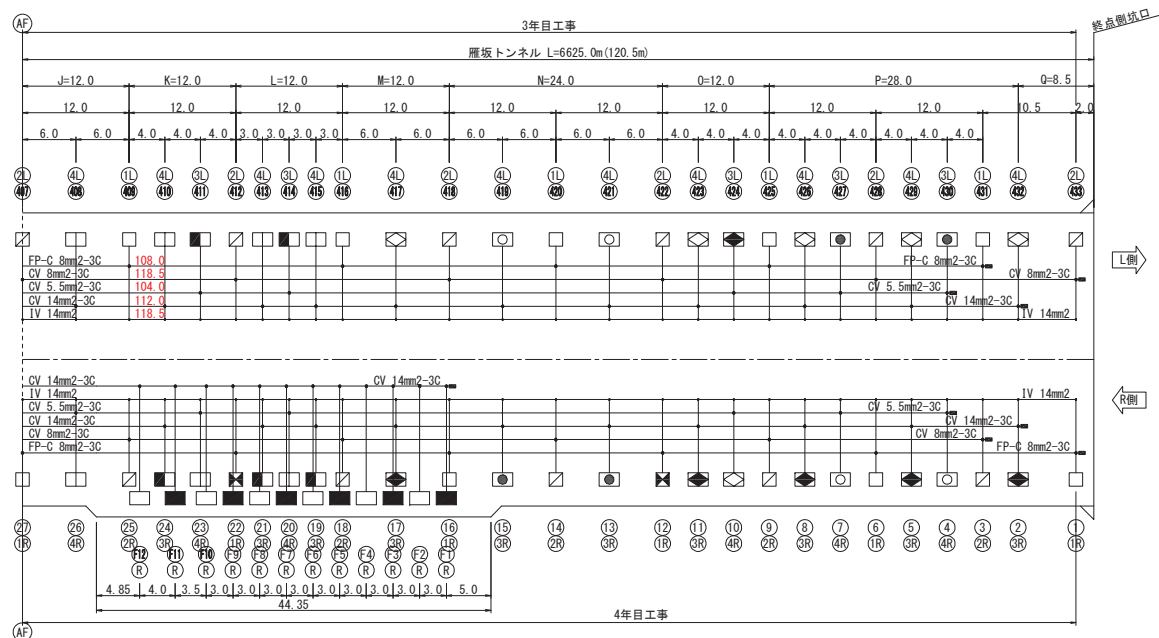 AF
3年目工事
終点側坑口
雁坂トンネル L=6625.0m(120.5m)
J=12.0 K=12.0 L=12.0 M=12.0 N=24.0 O=12.0 P=28.0 Q=8.5
12.0 12.0 12.0 12.0 12.0 12.0 12.0 12.0 12.0 10.5 2.0
6.0 6.0 4.0 4.0 4.0 3.0 3.0 3.0 3.0 6.0 6.0 6.0 6.0 6.0 6.0 4.0 4.0 4.0 4.0 4.0 4.0 4.0 4.0 4.0
2L 4L 1L 4L 3L 2L 4L 3L 4L 1L 4L 2L 4L 1L 4L 2L 4L 3L 1L 4L 3L 2L 4L 3L 1L 4L 2L
407 408 409 410 411 412 413 414 415 416 417 418 419 420 421 422 423 424 425 426 427 428 429 430 431 432 433
FP-C 8mm2-3C 108.0 FP-C 8mm2-3C
L側
CV 8mm2-3C 118.5 CV 8mm2-3C
CV 5.5mm2-3C 104.0 CV 5.5mm2-3C
CV 14mm2-3C 112.0 CV 14mm2-3C
IV 14mm2 118.5 IV 14mm2
CV 14mm2-3C CV 14mm2-3C
IV 14mm2 IV 14mm2
R側
CV 5.5mm2-3C CV 5.5mm2-3C
CV 14mm2-3C CV 14mm2-3C
CV 8mm2-3C CV 8mm2-3C
FP-C 8mm2-3C FP-C 8mm2-3C
27 26 25 24 23 22 21 20 19 18 17 16 15 14 13 12 11 10 9 8 7 6 5 4 3 2 1
1R 4R 2R 3R 4R 1R 3R 4R 3R 2R 3R 1R 3R 2R 3R 1R 3R 4R 2R 3R 4R 1R 3R 4R 2R 3R 1R
F12 F11 F10 F9 F8 F7 F6 F5 F4 F3 F2 F1
R R R R R R R R R R R R
4.85 4.0 3.5 3.0 3.0 3.0 3.0 3.0 3.0 3.0 3.0 5.0
44.35
4年目工事
AF